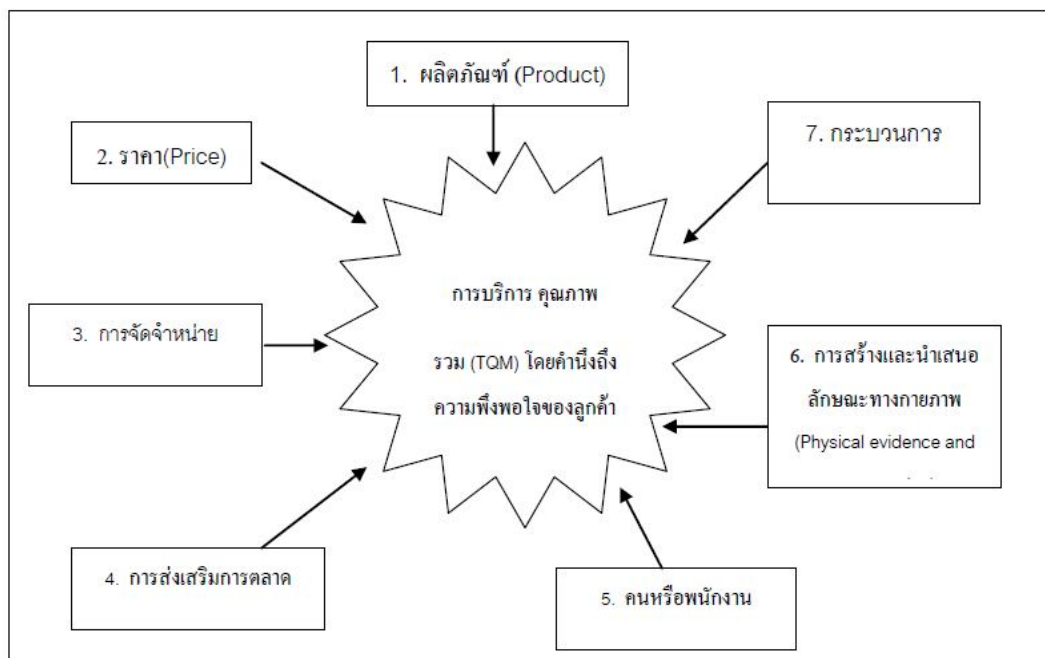 1. ผลิตภัณฑ์ (Product)
2. ราคา(Price)
3. การจัดจำหน่าย
4. การส่งเสริมการตลาด
5. คนหรือพนักงาน
6. การสร้างและนำเสนอ
ลักษณะทางกายภาพ
(Physical evidence and
7. กระบวนการ
การบริการ คุณภาพ
รวม (TQM) โดยคำนึงถึง
ความพึงพอใจของลูกค้า